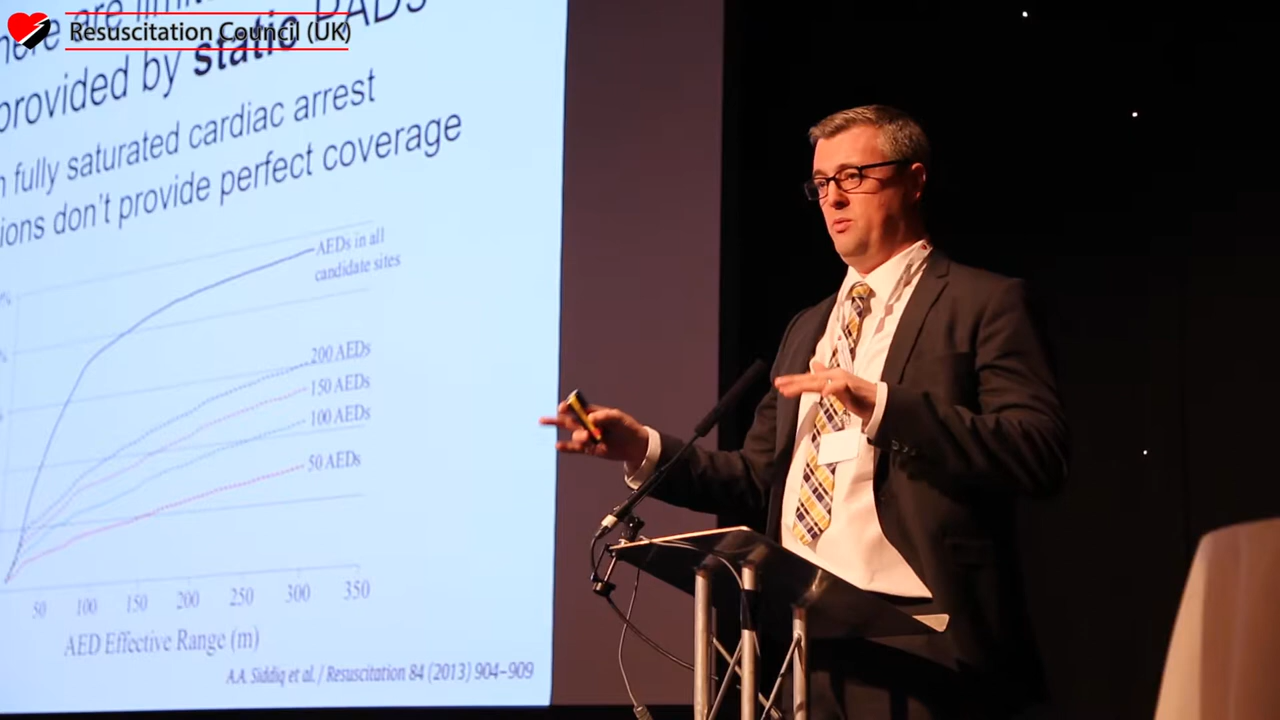 Resuscitation Council (UK)
here are
provided by static PADs
fully saturated cardiac arrest
ions don't provide perfect coverage
AEDs in all
candidate sites
200 AEDs
150 AEDs
100 AEDs
50 AEDs
50 100 150 200 250 300 350
AED Effective Range (m)
A.A. Siddiq et al. / Resuscitation 84 (2013) 904–909